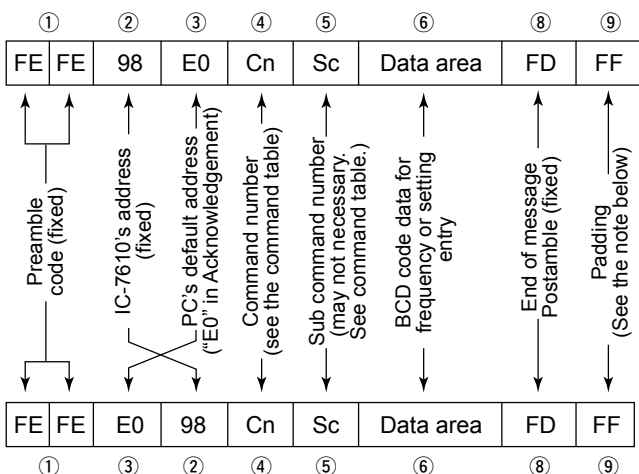 ① ② ③ ④ ⑤ ⑥ ⑧ ⑨
FE FE 98 E0 Cn Sc Data area FD FF
Preamble
code (fixed)
IC-7610's address
(fixed)
PC's default address
("E0" in Acknowledgement)
Command number
(see the command table)
Sub command number
(may not necessary.
See command table.)
BCD code data for
frequency or setting
entry
End of message
Postamble (fixed)
Padding
(See the note below)
FE FE E0 98 Cn Sc Data area FD FF
① ③ ② ④ ⑤ ⑥ ⑧ ⑨